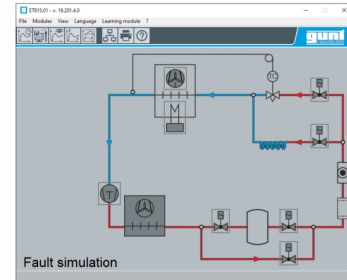 ET915.01 - v. 19.201.4.0
File Modules View Language Learning module ?
gunt
TC
M
T
Fault simulation